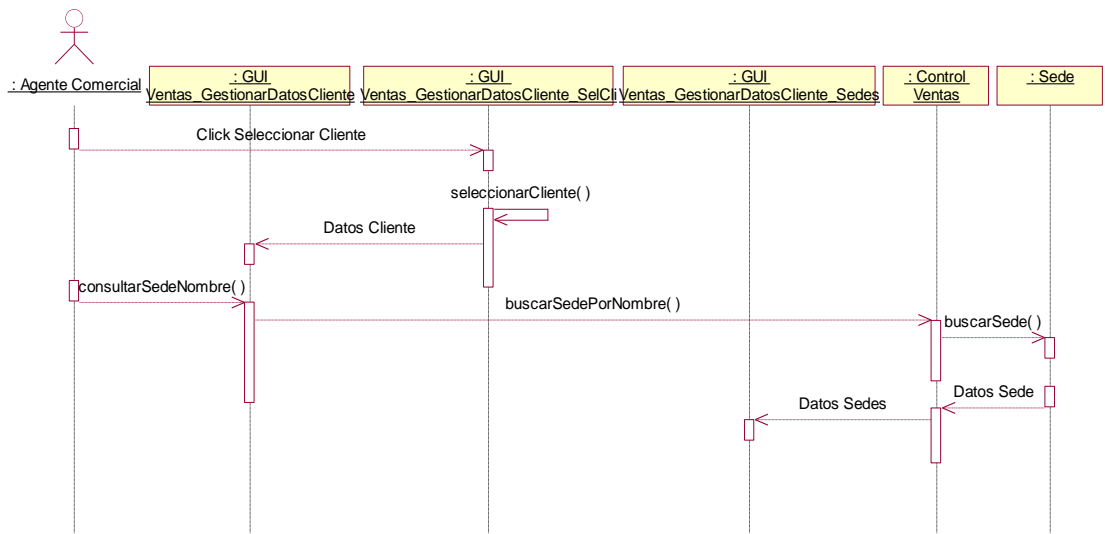 : Agente Comercial
: GUI
Ventas_GestionarDatosCliente
: GUI
Ventas_GestionarDatosCliente_SelCli
: GUI
Ventas_GestionarDatosCliente_Sedes
: Control
Ventas
: Sede
Click Seleccionar Cliente
seleccionarCliente( )
Datos Cliente
consultarSedeNombre( )
buscarSedePorNombre( )
buscarSede( )
Datos Sede
Datos Sedes